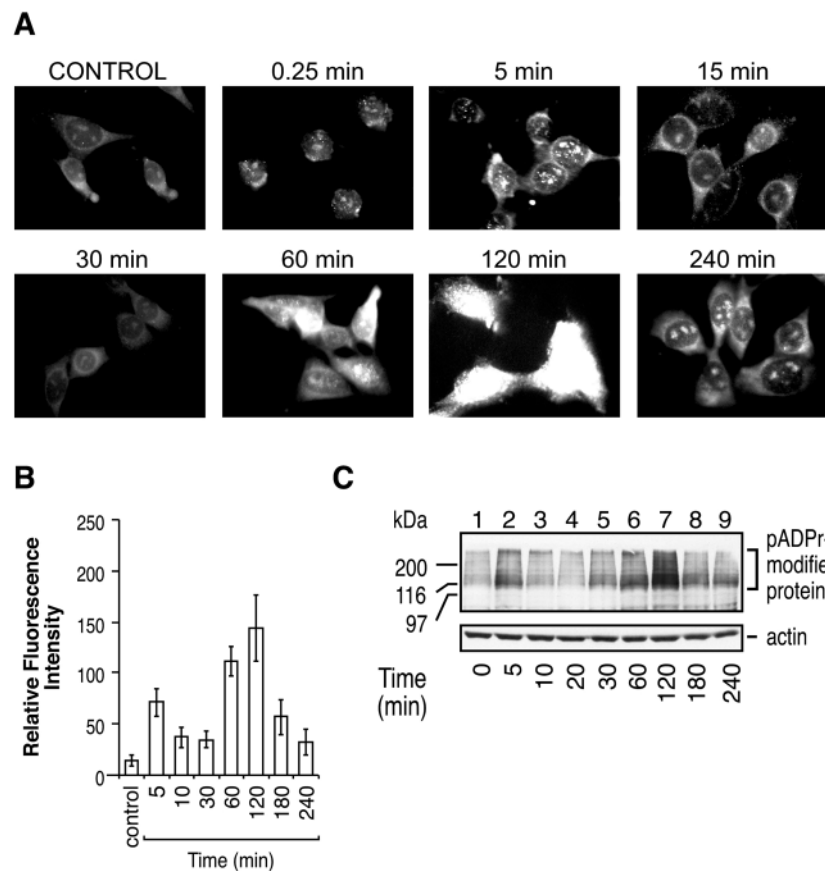 A
CONTROL 0.25 min 5 min 15 min
30 min 60 min 120 min 240 min
B
Relative Fluorescence
Intensity
250
200
150
100
50
0
control 5 10 30 60 120 180 240
Time (min)
C
kDa 1 2 3 4 5 6 7 8 9
200
116
97
pADPr-
modifie
protein
actin
Time
(min)
0 5 10 20 30 60 120 180 240